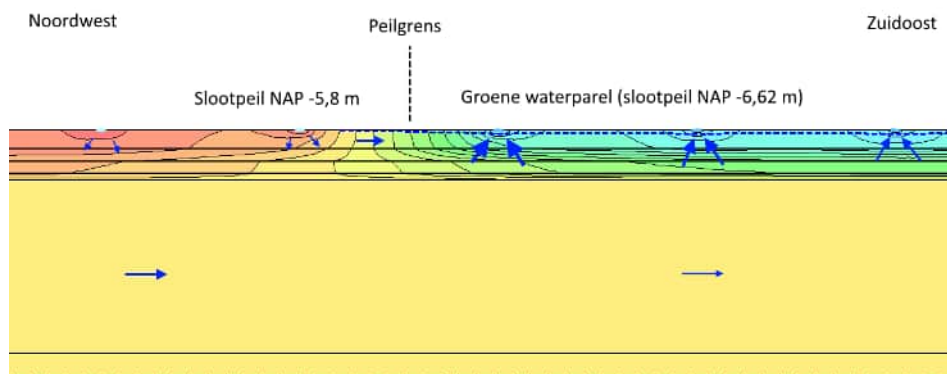 Noordwest
Peilgrens
Zuidoost
Slootpeil NAP -5,8 m
Groene waterparel (slootpeil NAP -6,62 m)